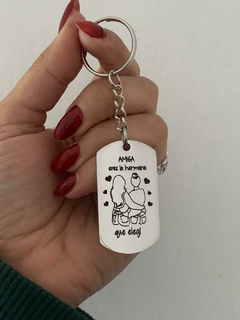 AMIGA
eres la hermana
que elegí